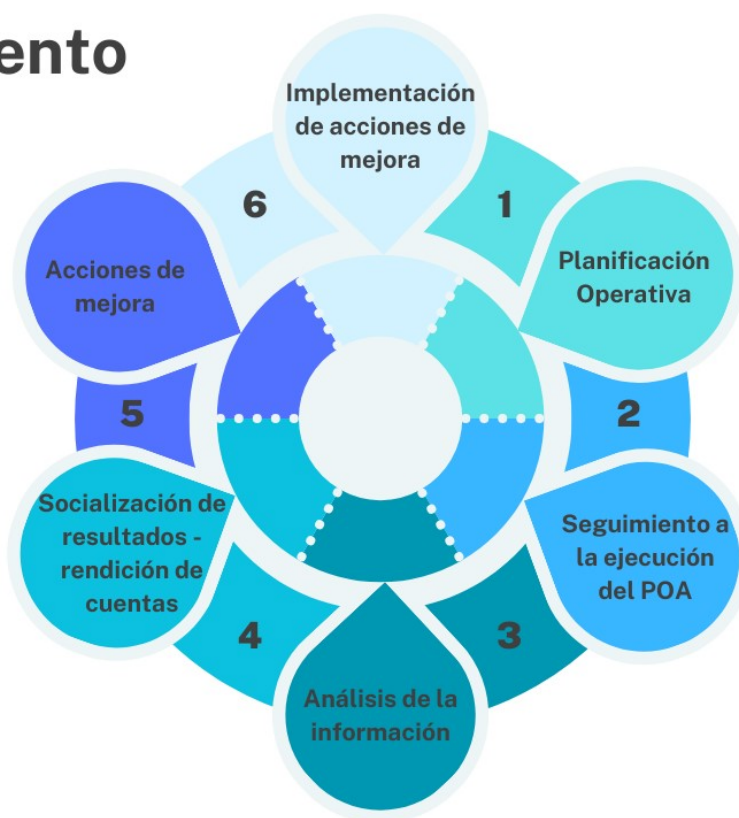 ento
Implementación
de acciones de
mejora
1
Planificación
Operativa
2
Seguimiento a
la ejecución
del POA
3
Análisis de la
información
4
Socialización de
resultados -
rendición de
cuentas
5
Acciones de
mejora
6